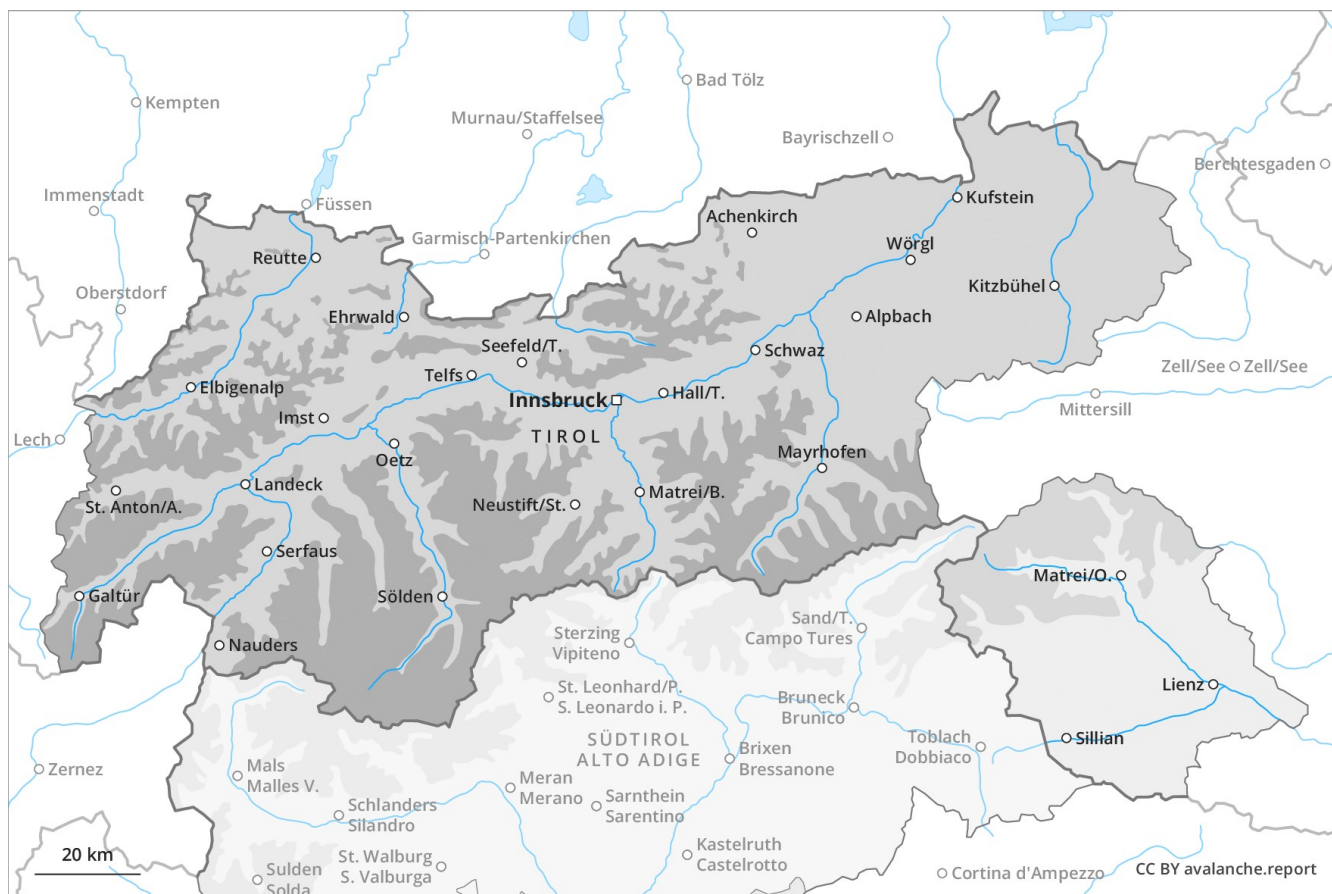 Bad Tölz
Kempten
Murnau/Staffelsee
Bayrischzell
Berchtesgaden
Immenstadt
Füssen
Kufstein
Achenkirch
Garmisch-Partenkirchen
Wörgl
Reutte
Kitzbühel
Oberstdorf
Ehrwald
Alpbach
Seefeld/T.
Schwaz
Zell/See
Zell/See
Telfs
Elbigenalp
Hall/T.
Innsbruck
Mittersill
Imst
Lech
TIROL
Oetz
Mayrhofen
Landeck
Matrei/B.
St. Anton/A.
Neustift/St.
Serfaus
Matrei/O.
Galtür
Sölden
Sand/T.
Campo Tures
Sterzing
Vipiteno
Nauders
Lienz
St. Leonhard/P.
S. Leonardo i. P.
Bruneck
Brunico
Sillian
SÜDTIROL
ALTO ADIGE
Toblach
Dobbiaco
Brixen
Bressanone
Zernez
Mals
Malles V.
Meran
Merano
Sarnthein
Sarentino
Schlanders
Silandro
Kastelruth
Castelrotto
20 km
St. Walburg
S. Valburga
Sulden
Solda
Cortina d'Ampezzo
CC BY avalanche.report